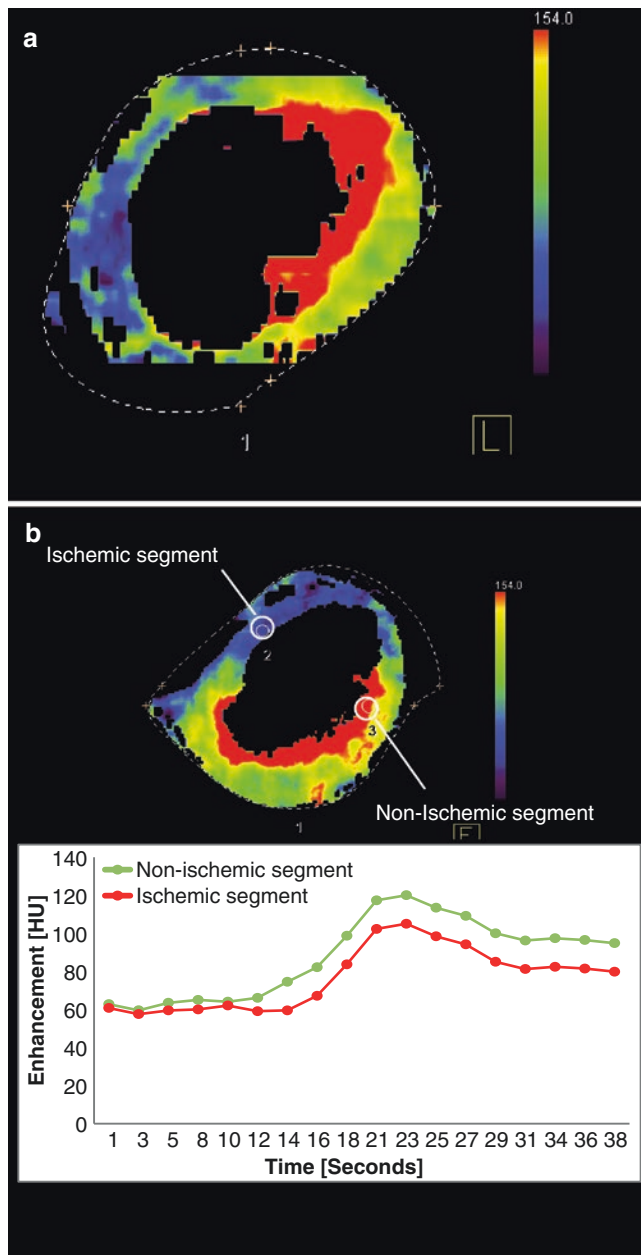 a
154.0
1
L
b
Ischemic segment
154.0
2
3
Non-Ischemic segment
1
F
140
120
100
80
60
40
20
0
Enhancement [HU]
Non-ischemic segment
Ischemic segment
1 3 5 8 10 12 14 16 18 21 23 25 27 29 31 34 36 38
Time [Seconds]